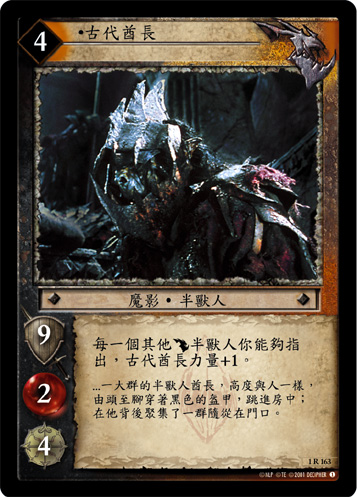 4
•古代酋長
魔影•半獸人
9
每一個其他半獸人你能夠指
出，古代酋長力量+1。
2
…一大群的半獸人酋長，高度與人一樣，
由頭至腳穿著黑色的盔甲，跳進房中；
在他背後聚集了一群隨從在門口。
4
1 R 163
©NLP ™TE ©2001 DECIPHER